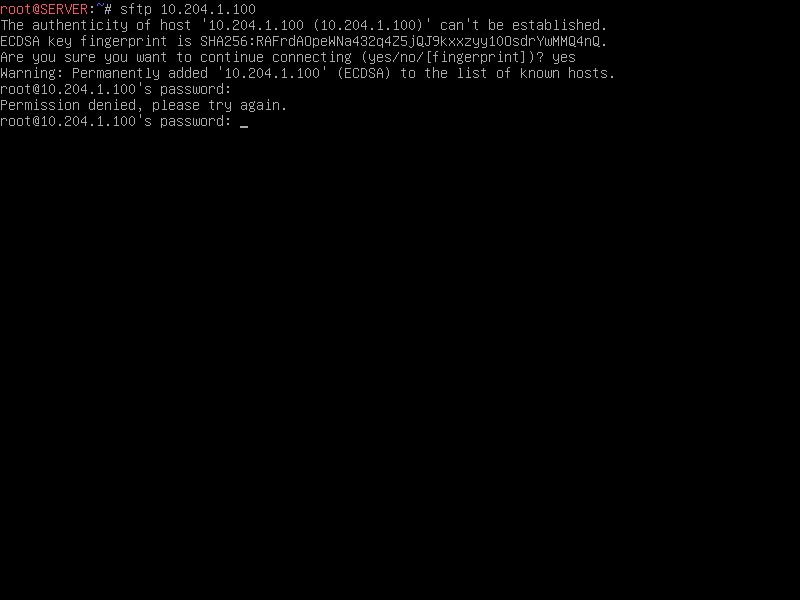 root@SERVER:~# sftp 10.204.1.100
The authenticity of host '10.204.1.100 (10.204.1.100)' can't be established.
ECDSA key fingerprint is SHA256:RAFrdAOpeWNa432q4Z5jQJ9kxxzyy10OsdrYwMMQ4nQ.
Are you sure you want to continue connecting (yes/no/[fingerprint])? yes
Warning: Permanently added '10.204.1.100' (ECDSA) to the list of known hosts.
root@10.204.1.100's password:
Permission denied, please try again.
root@10.204.1.100's password: _